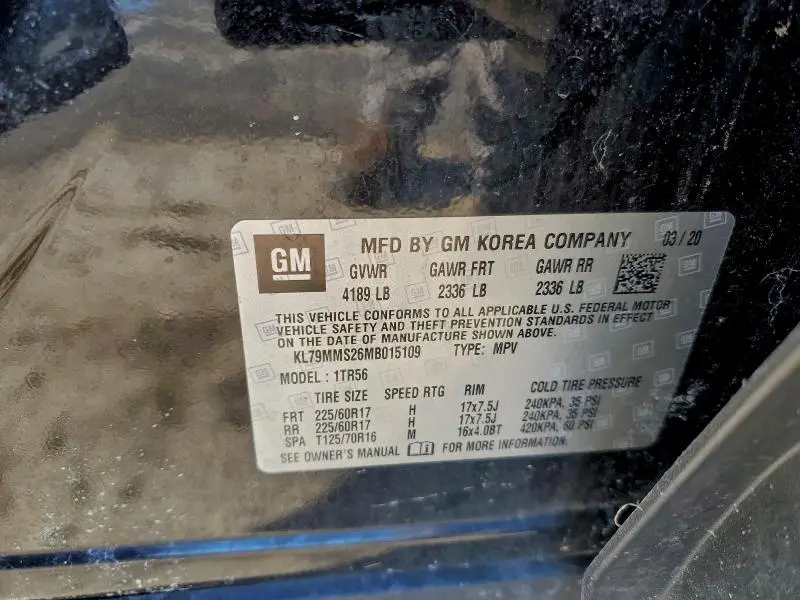 GM
MFD BY GM KOREA COMPANY 03/20
GVWR GAWR FRT GAWR RR
4189 LB 2336 LB 2336 LB
THIS VEHICLE CONFORMS TO ALL APPLICABLE U.S. FEDERAL MOTOR
VEHICLE SAFETY AND THEFT PREVENTION STANDARDS IN EFFECT
ON THE DATE OF MANUFACTURE SHOWN ABOVE.
KL79MMS26MB015109 TYPE: MPV
MODEL: 1TR56
TIRE SIZE SPEED RTG RIM COLD TIRE PRESSURE
FRT 225/60R17 H 17x7.5J 240KPA, 35 PSI
RR 225/60R17 H 17x7.5J 240KPA, 35 PSI
SPA T125/70R16 M 16x4.0BT 420KPA, 60 PSI
SEE OWNER'S MANUAL FOR MORE INFORMATION.